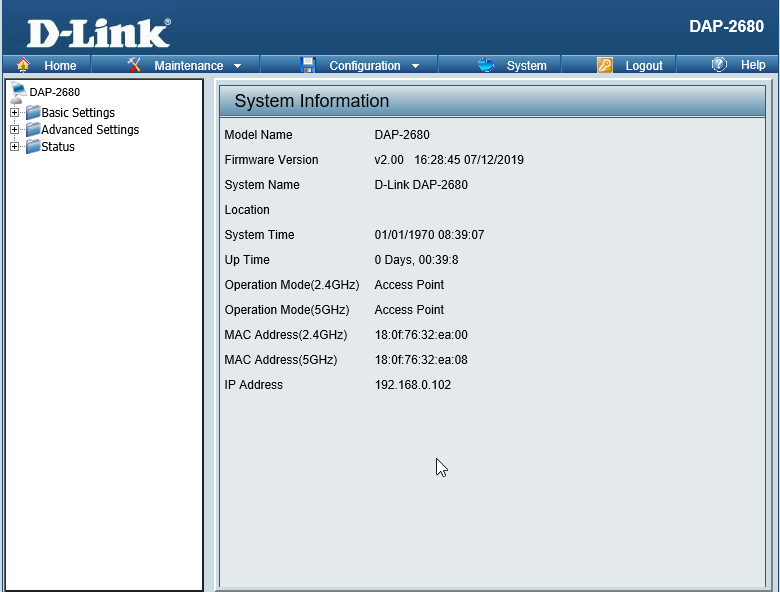 D-Link®
DAP-2680
Home Maintenance Configuration System Logout Help
DAP-2680
Basic Settings
Advanced Settings
Status
System Information
Model Name DAP-2680
Firmware Version v2.00 16:28:45 07/12/2019
System Name D-Link DAP-2680
Location
System Time 01/01/1970 08:39:07
Up Time 0 Days, 00:39:8
Operation Mode(2.4GHz) Access Point
Operation Mode(5GHz) Access Point
MAC Address(2.4GHz) 18:0f:76:32:ea:00
MAC Address(5GHz) 18:0f:76:32:ea:08
IP Address 192.168.0.102